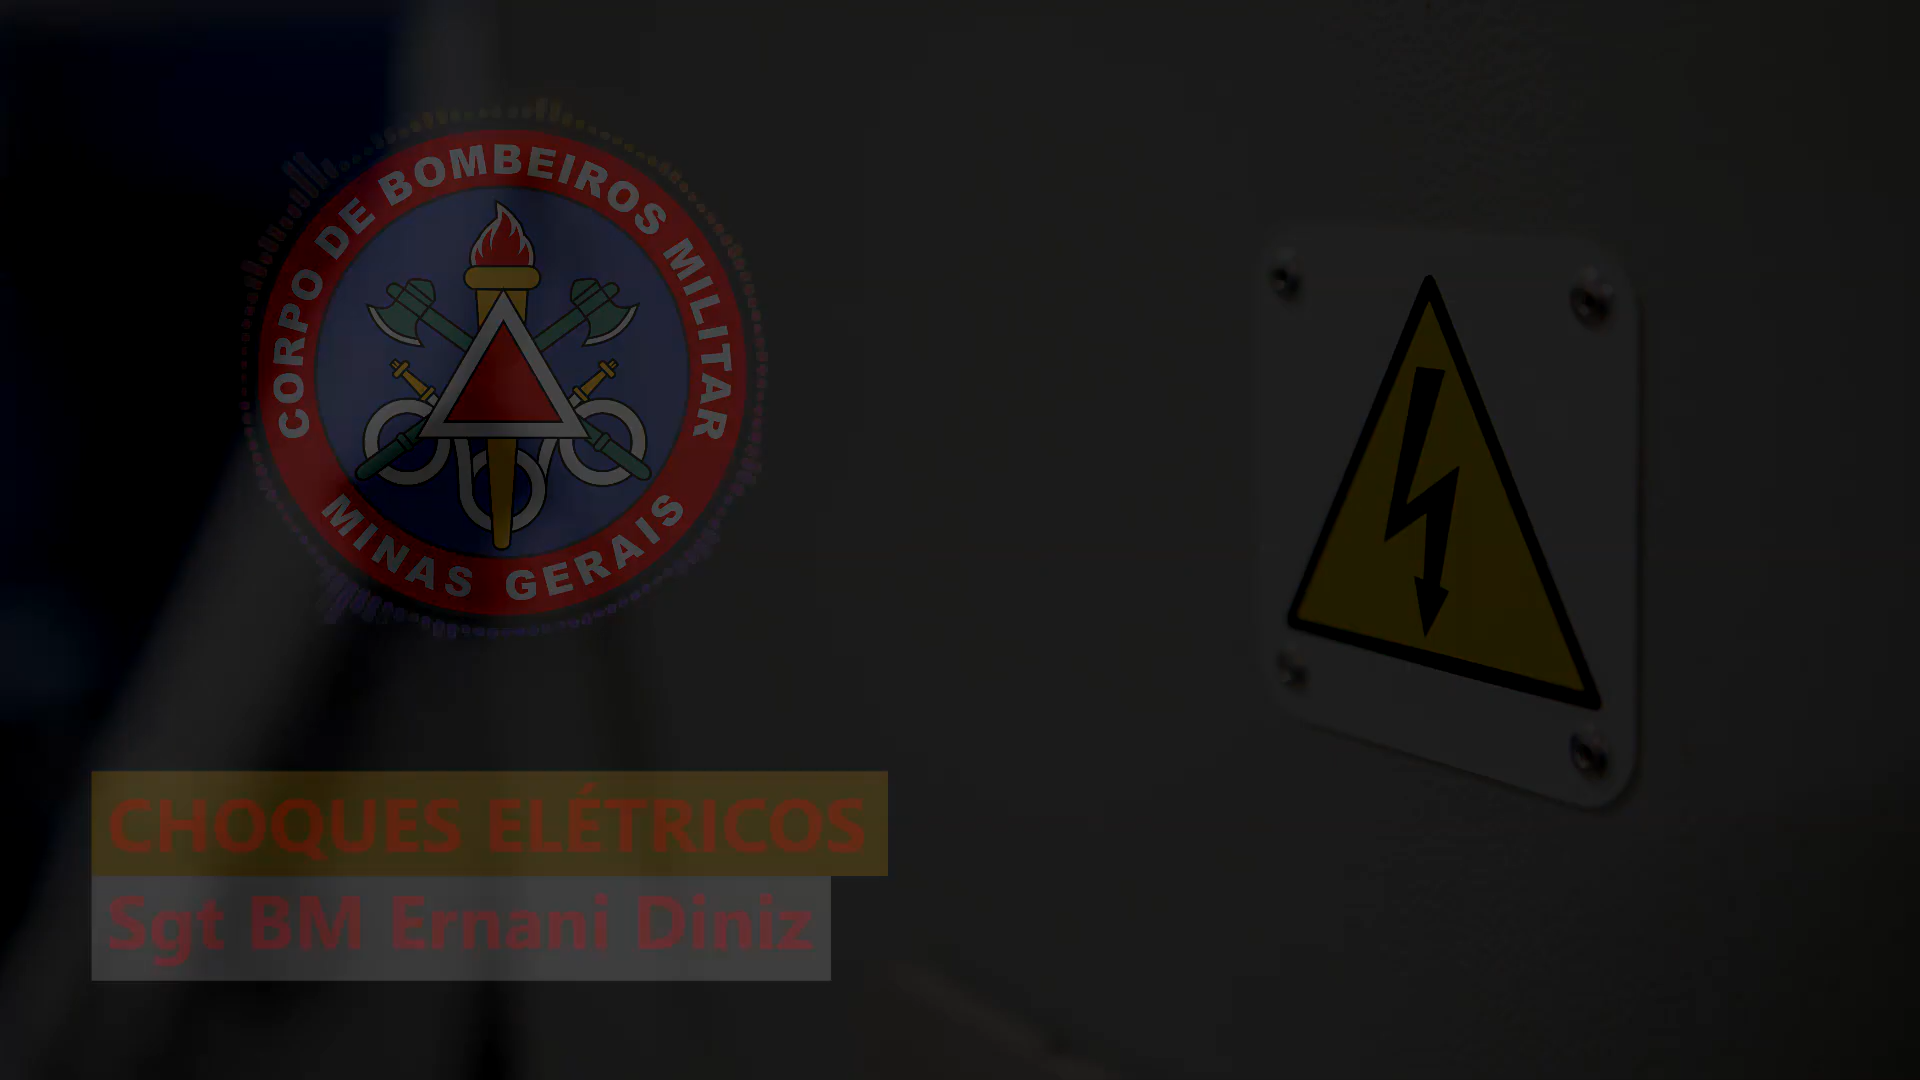 CORPO DE BOMBEIROS MILITAR
MINAS GERAIS
CHOQUES ELÉTRICOS
Sgt BM Ernani Diniz